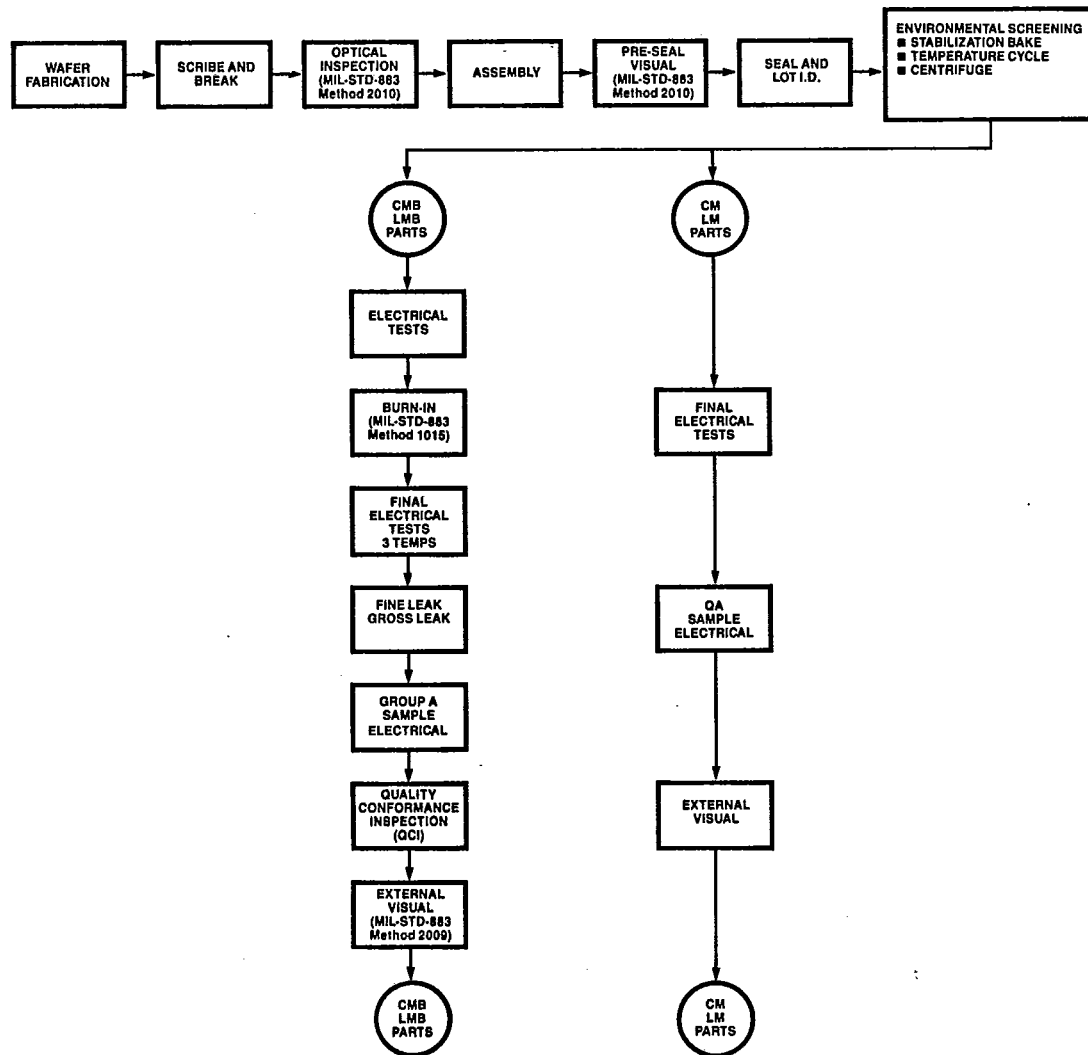 WAFER
FABRICATION
SCRIBE AND
BREAK
OPTICAL
INSPECTION
(MIL-STD-883
Method 2010)
ASSEMBLY
PRE-SEAL
VISUAL
(MIL-STD-883
Method 2010)
SEAL AND
LOT I.D.
ENVIRONMENTAL SCREENING
■ STABILIZATION BAKE
■ TEMPERATURE CYCLE
■ CENTRIFUGE
CMB
LMB
PARTS
ELECTRICAL
TESTS
BURN-IN
(MIL-STD-883
Method 1015)
FINAL
ELECTRICAL
TESTS
3 TEMPS
FINE LEAK
GROSS LEAK
GROUP A
SAMPLE
ELECTRICAL
QUALITY
CONFORMANCE
INSPECTION
(QCI)
EXTERNAL
VISUAL
(MIL-STD-883
Method 2009)
CMB
LMB
PARTS
CM
LM
PARTS
FINAL
ELECTRICAL
TESTS
QA
SAMPLE
ELECTRICAL
EXTERNAL
VISUAL
CM
LM
PARTS